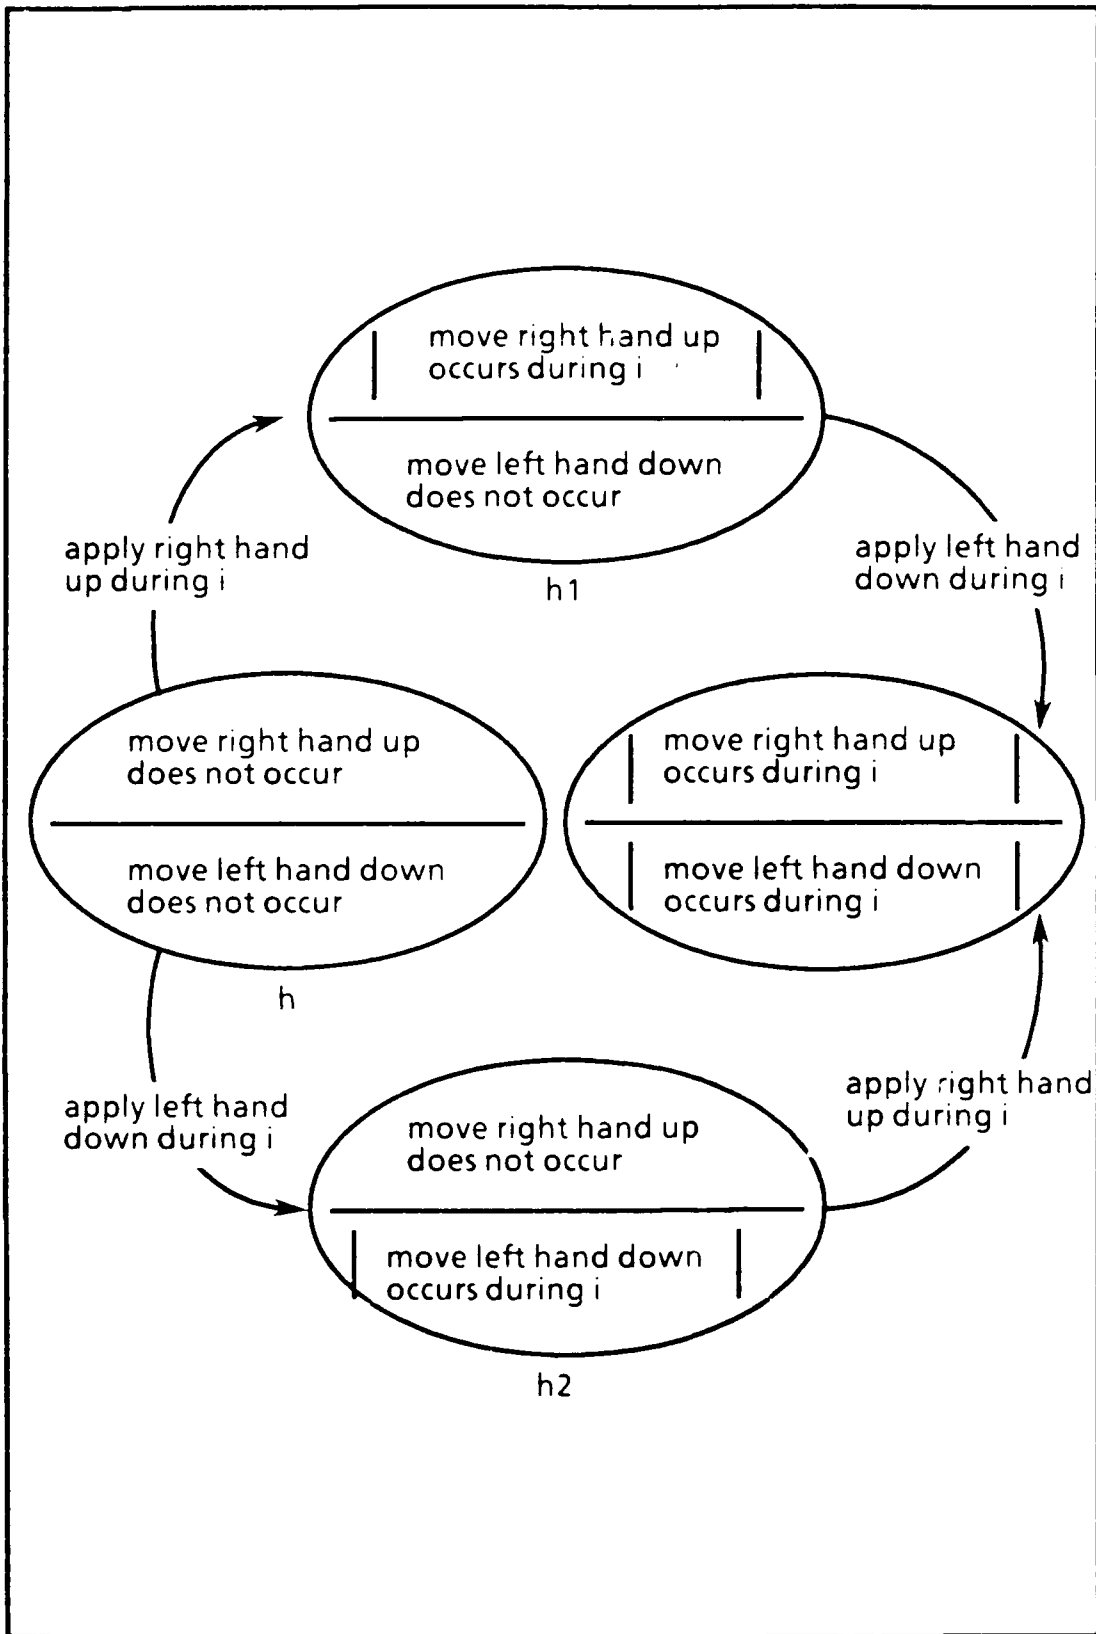 move right hand up
occurs during i
move left hand down
does not occur
h1
apply right hand
up during i
apply left hand
down during i
move right hand up
does not occur
move left hand down
does not occur
h
move right hand up
occurs during i
move left hand down
occurs during i
apply left hand
down during i
apply right hand
up during i
move right hand up
does not occur
move left hand down
occurs during i
h2